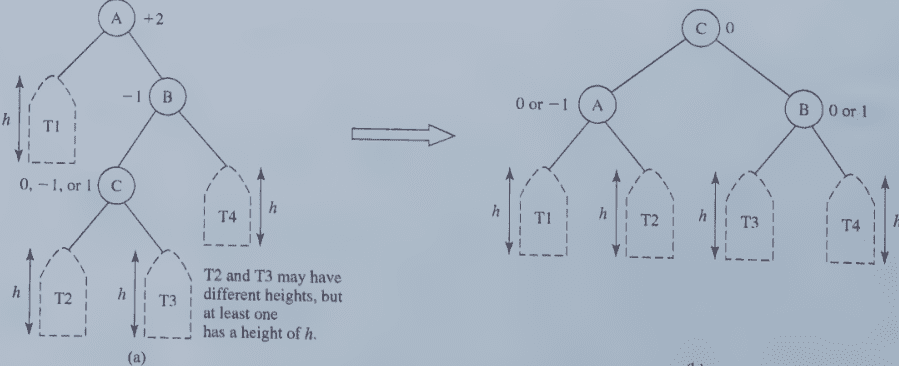 A +2
C 0
−1 B
0 or −1 A
B 0 or 1
h T1
0, −1, or 1 C
T4 h
h T1
h T2
h T3
T4
h T2
h T3
T2 and T3 may have
different heights, but
at least one
has a height of h.
(a)